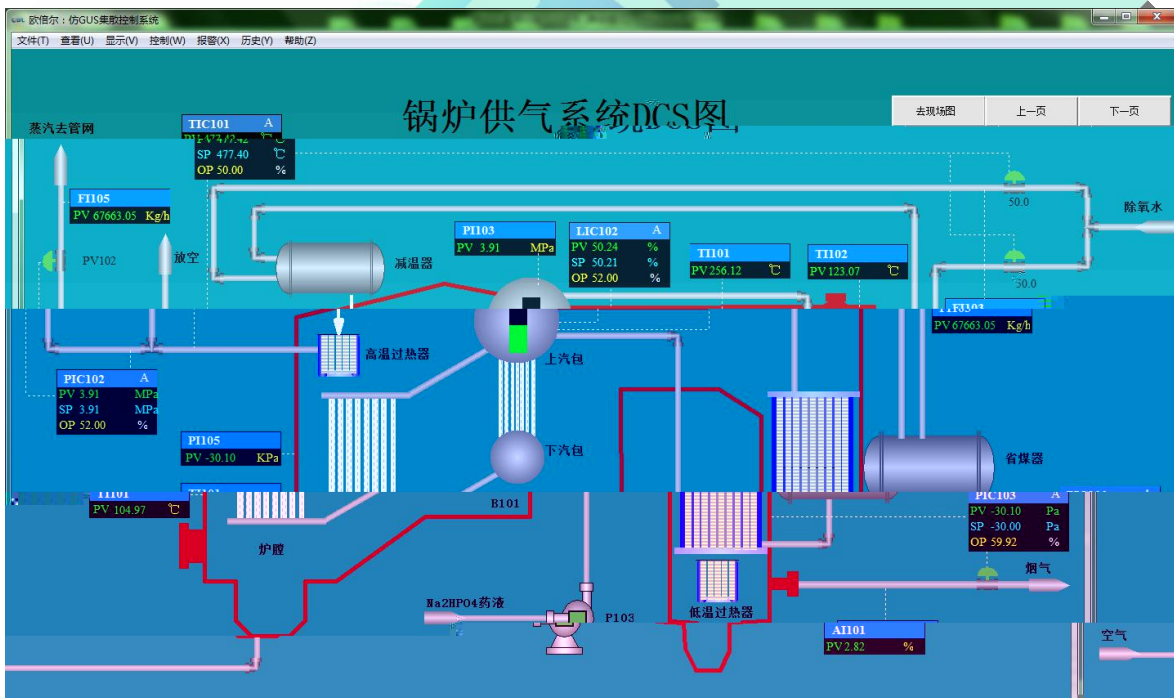 欧倍尔：仿GUS集散控制系统
文件(T) 查看(U) 显示(V) 控制(W) 报警(X) 历史(Y) 帮助(Z)
锅炉供气系统DCS图
去现场图 上一页 下一页
蒸汽去管网
TIC101 A
SP 477.40 ℃
OP 50.00 %
FI105
PV 67663.05 Kg/h
PV102
放空
减温器
PI103
PV 3.91 MPa
LIC102 A
PV 50.24 %
SP 50.21 %
OP 52.00 %
TI101
PV 256.12 ℃
TI102
PV 123.07 ℃
50.0
除氧水
50.0
PV 67663.05 Kg/h
高温过热器
上汽包
PIC102 A
PV 3.91 MPa
SP 3.91 MPa
OP 52.00 %
PI105
PV -30.10 KPa
下汽包
省煤器
PV 104.97 ℃
B101
PIC103 A
PV -30.10 Pa
SP -30.00 Pa
OP 59.92 %
炉膛
烟气
Na2HPO4药液
P103
低温过热器
AI101
PV 2.82 %
空气